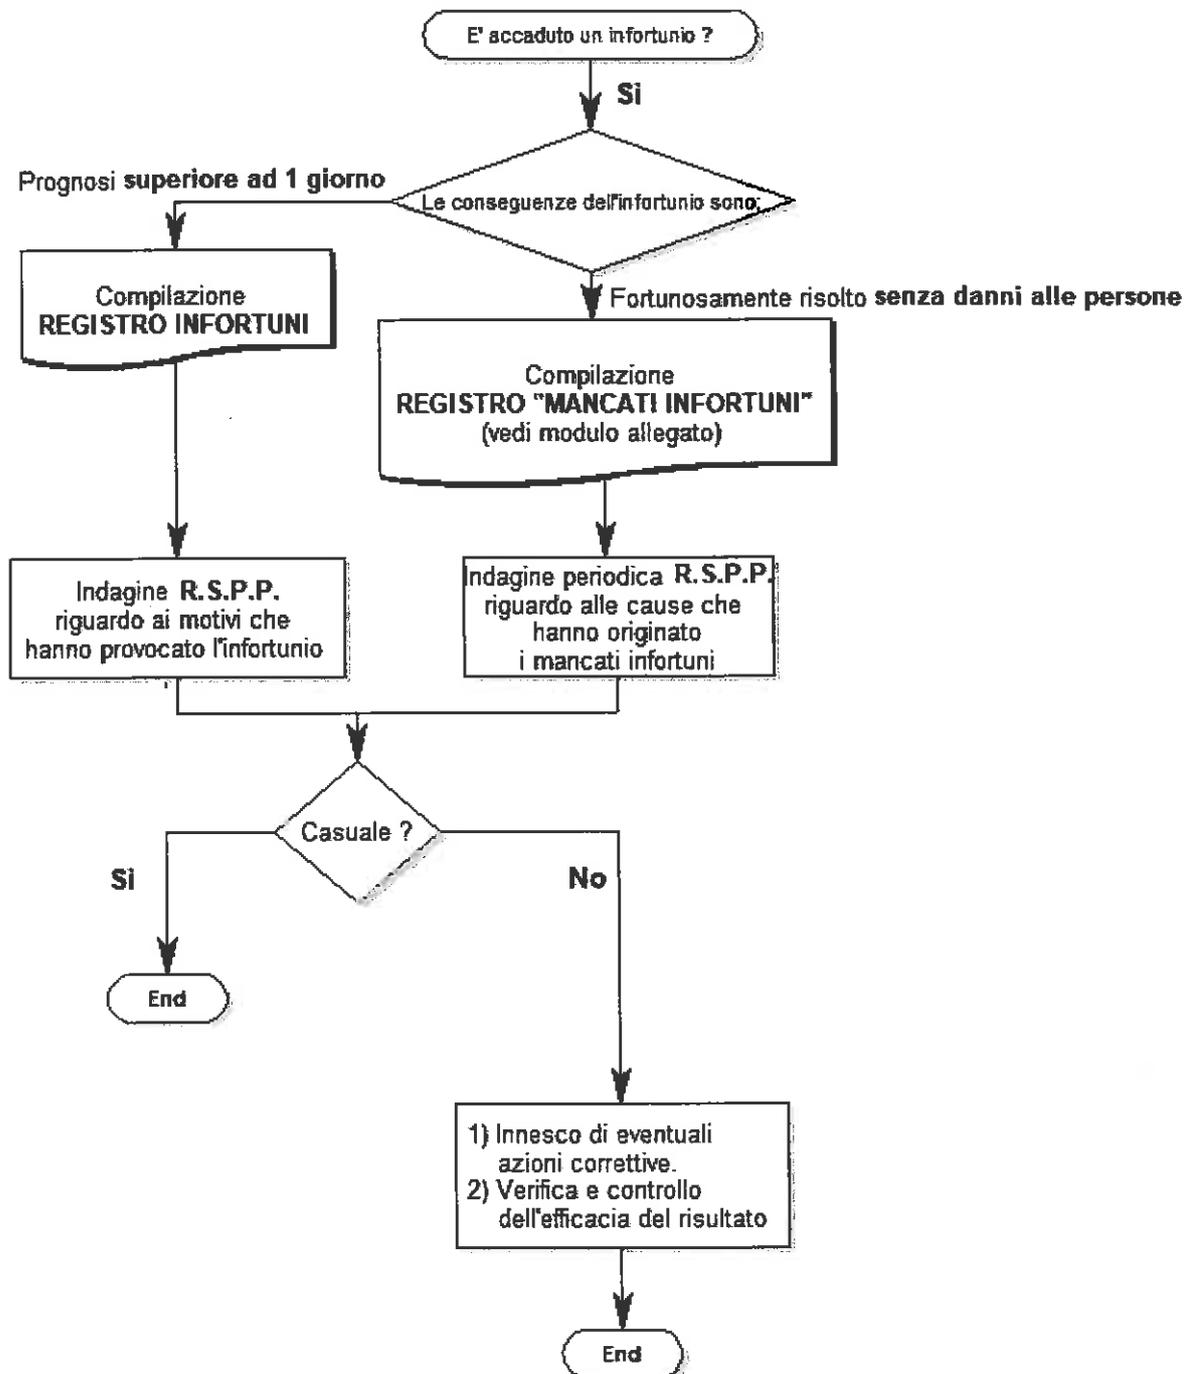 E' accaduto un infortunio ?
Si
Prognosi superiore ad 1 giorno
Le conseguenze dell'infortunio sono:
Compilazione
REGISTRO INFORTUNI
Fortunosamente risolto senza danni alle persone
Compilazione
REGISTRO "MANCATI INFORTUNI"
(vedi modulo allegato)
Indagine R.S.P.P.
riguardo ai motivi che
hanno provocato l'infortunio
Indagine periodica R.S.P.P.
riguardo alle cause che
hanno originato
i mancati infortuni
Casuale ?
Si
No
End
1) Innesco di eventuali
azioni correttive.
2) Verifica e controllo
dell'efficacia del risultato
End